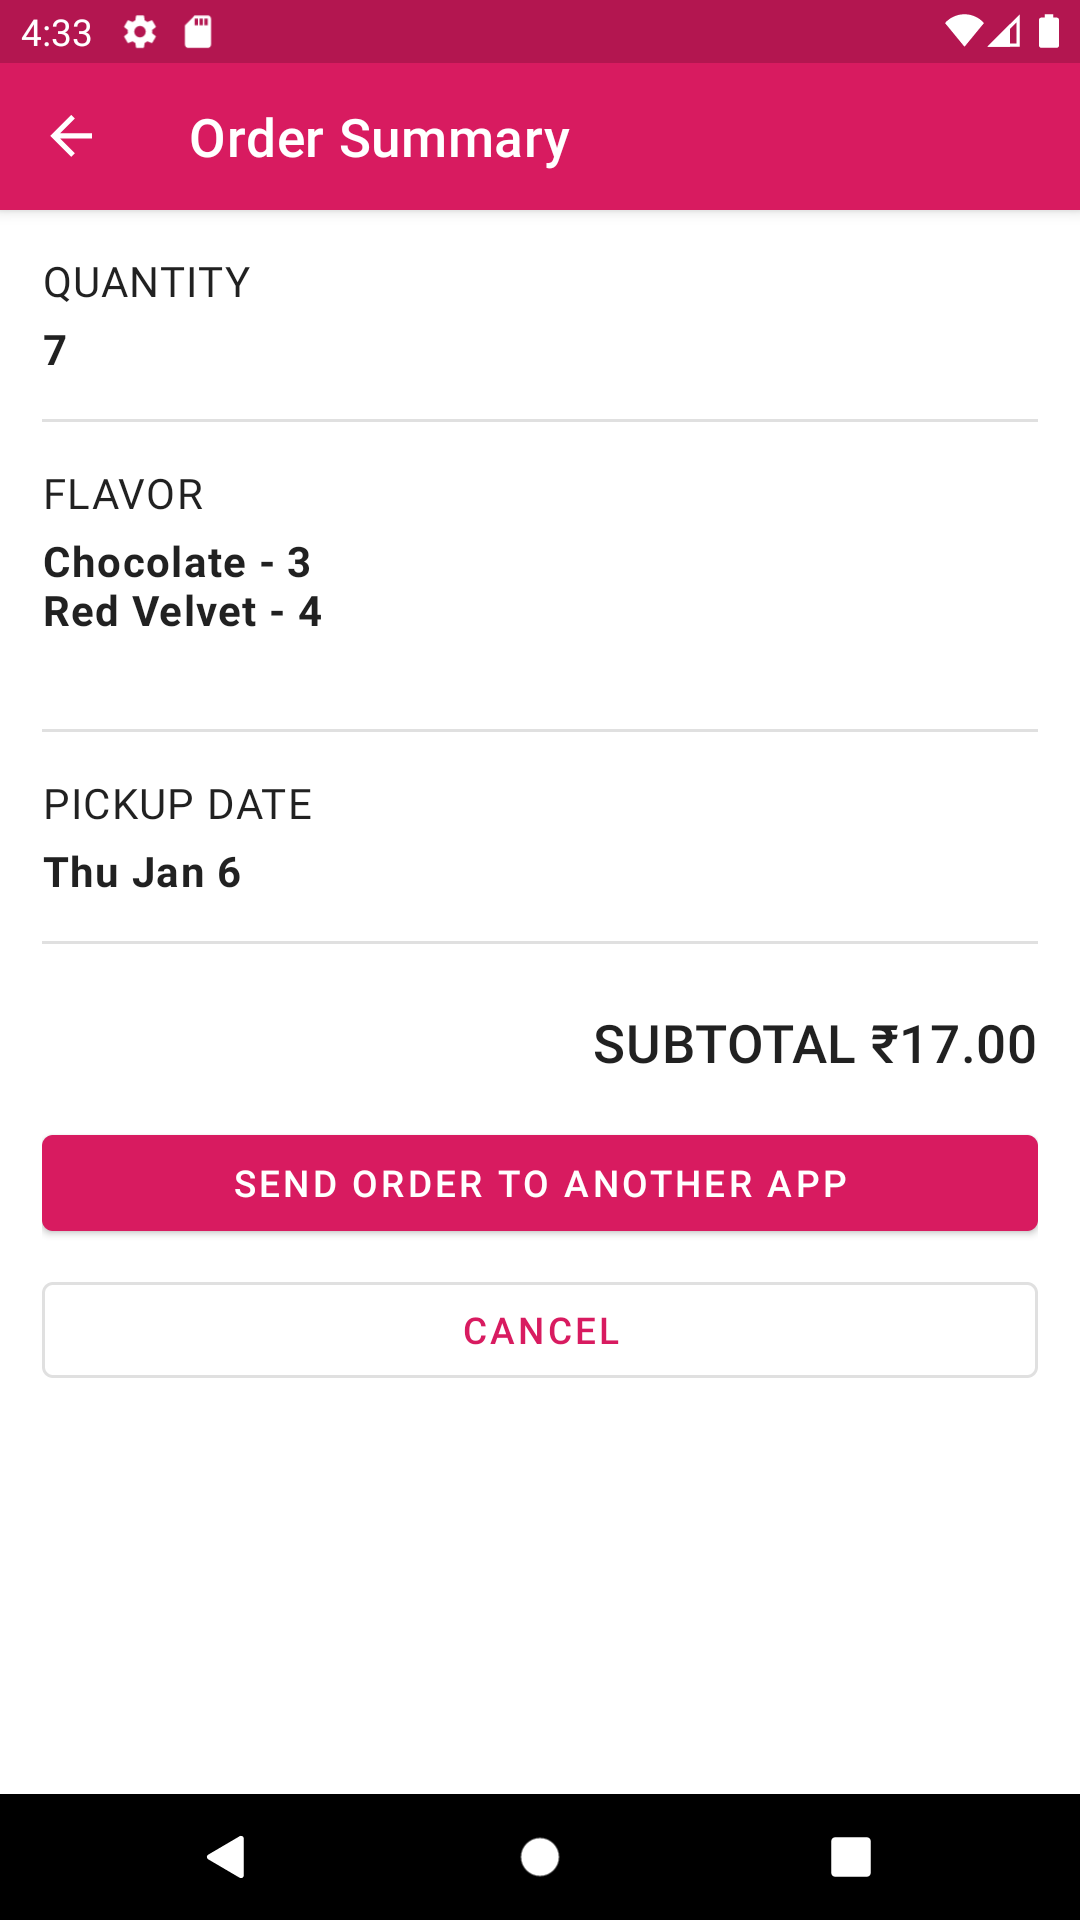 4:33
Order Summary
QUANTITY
7
FLAVOR
Chocolate - 3
Red Velvet - 4
PICKUP DATE
Thu Jan 6
SUBTOTAL ₹17.00
SEND ORDER TO ANOTHER APP
CANCEL